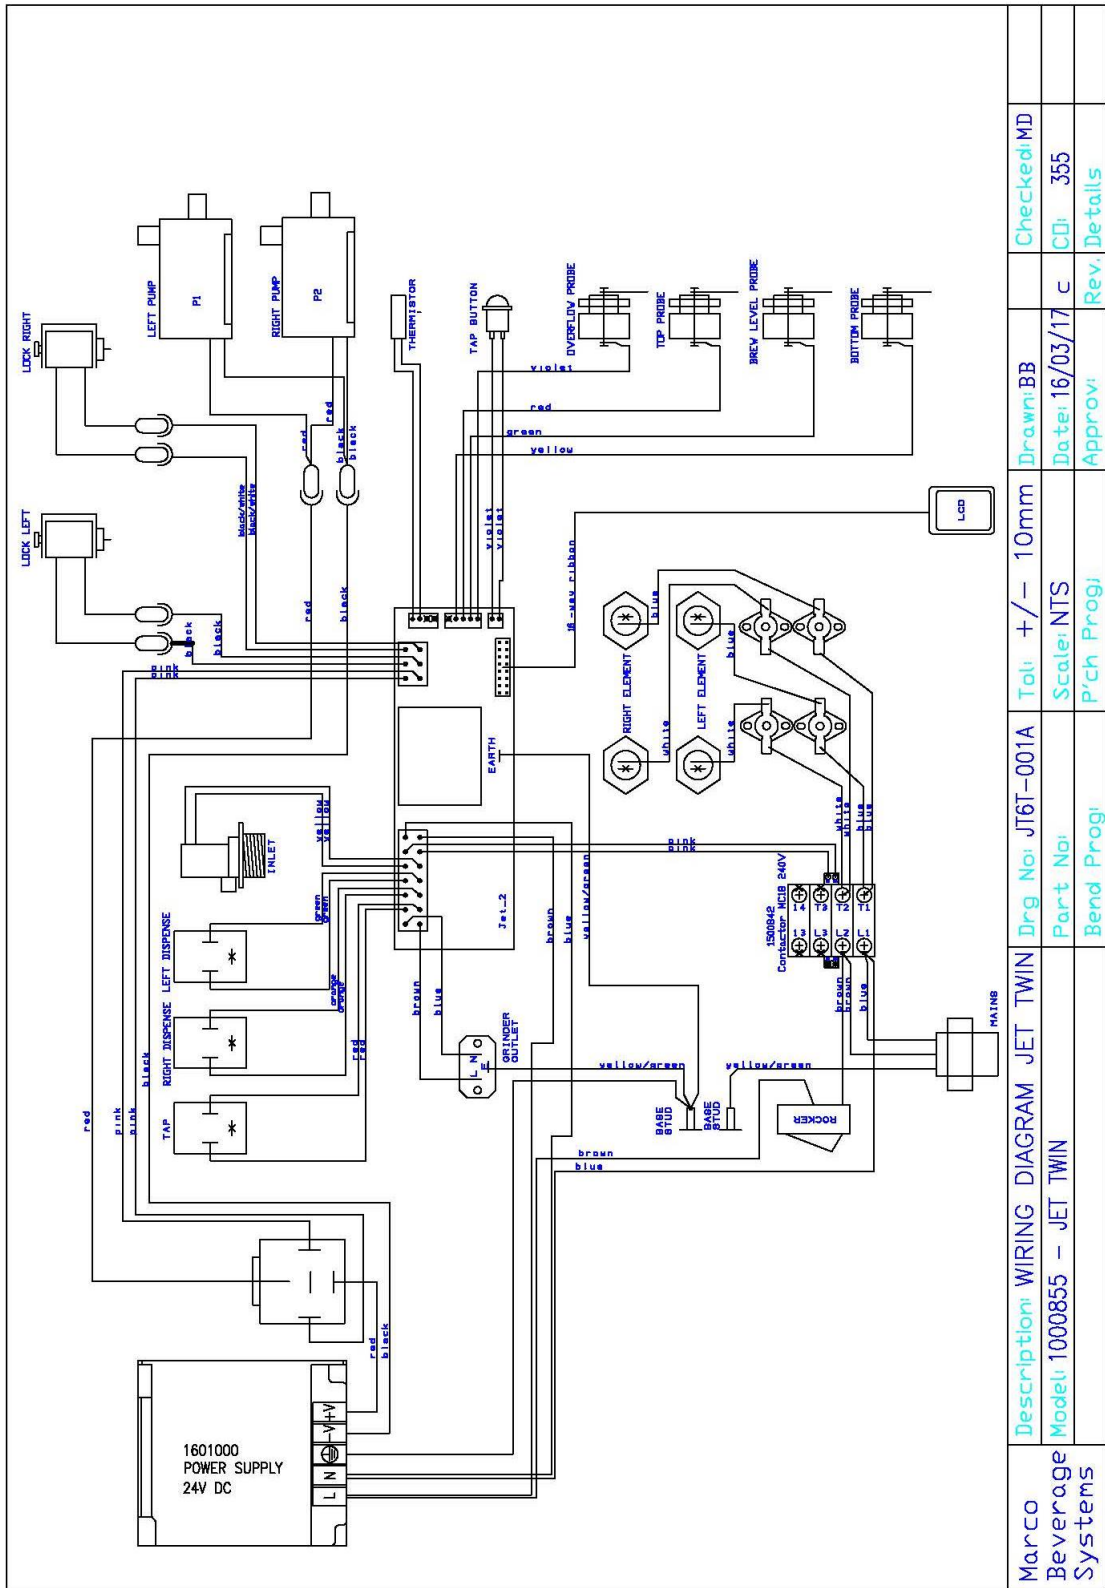 LOCK RIGHT
LOCK LEFT
LEFT PUMP
P1
RIGHT PUMP
P2
THERMISTOR
TAP BUTTON
OVERFLOW PROBE
TOP PROBE
BREW LEVEL PROBE
BOTTOM PROBE
black/white
black/white
red
red
black
black
red
black
violet
red
green
yellow
violet
violet
black
black
pink
pink
16-way ribbon
LCD
RIGHT ELEMENT
LEFT ELEMENT
blue
blue
white
white
EARTH
Jet_2
INLET
yellow
yellow
LEFT DISPENSE
green
green
RIGHT DISPENSE
orange
orange
TAP
red
red
red
pink
pink
black
brown
blue
GRINDER
OUTLET
L N
E
brown
blue
yellow/green
pink
pink
1500842
Contactor MC18 240V
13 14
L3 T3
L2 T2
L1 T1
white
white
blue
blue
brown
brown
blue
MAINS
yellow/green
yellow/green
BASE
STUD
BASE
STUD
ROCKER
brown
blue
red
black
1601000
POWER SUPPLY
24V DC
L N -V +V
Marco
Beverage
Systems
Description: WIRING DIAGRAM JET TWIN
Model: 1000855 - JET TWIN
Drg No: JT6T-001A
Part No:
Bend Prog:
Tol: +/- 10mm
Scale: NTS
P'ch Prog:
Drawn: BB
Date: 16/03/17
Approv:
C
Rev.
Checked: MD
CD: 355
Details